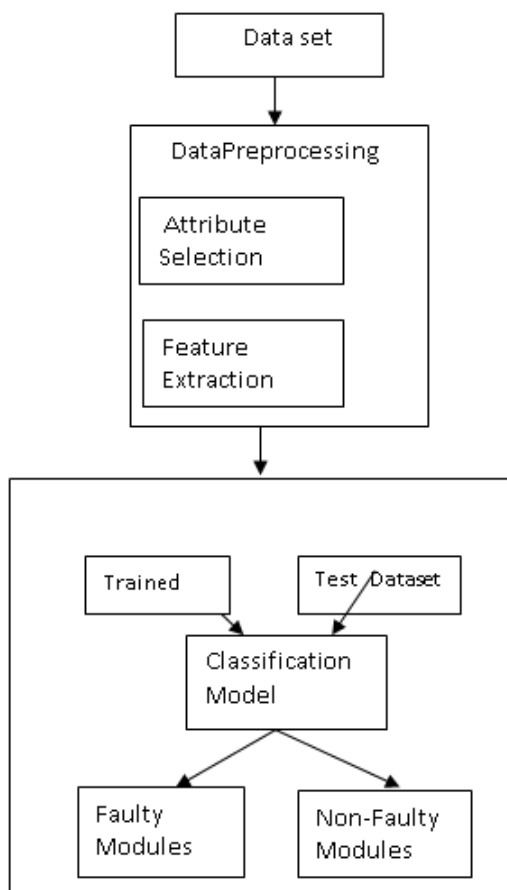 Data set
DataPreprocessing
Attribute
Selection
Feature
Extraction
Trained
Test Dataset
Classification
Model
Faulty
Modules
Non-Faulty
Modules